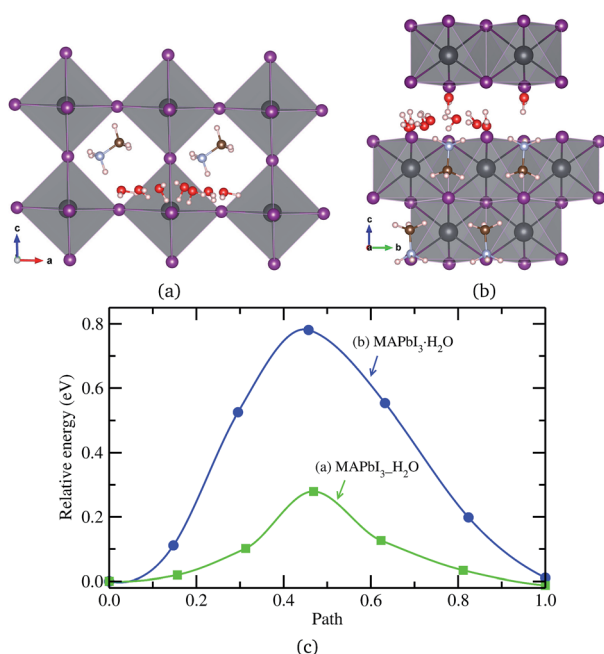 c
a
(a)
c
a
b
(b)
0.8
0.6
0.4
0.2
0.0
Relative energy (eV)
(b) MAPbI₃·H₂O
(a) MAPbI₃_H₂O
0.0 0.2 0.4 0.6 0.8 1.0
Path
(c)